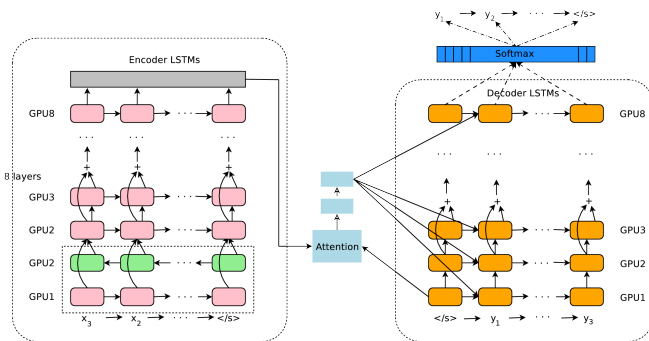 y1 y2 · · · </s>
Softmax
Encoder LSTMs
Decoder LSTMs
GPU8
· · ·
· · ·
· · ·
GPU8
· · ·
· · ·
· · ·
+ + +
+ + +
8 layers
GPU3
· · ·
GPU2
· · ·
GPU2
· · ·
GPU1
· · ·
x3 x2 · · · </s>
Attention
· · ·
GPU3
· · ·
GPU2
· · ·
GPU1
</s> y1 · · · y3